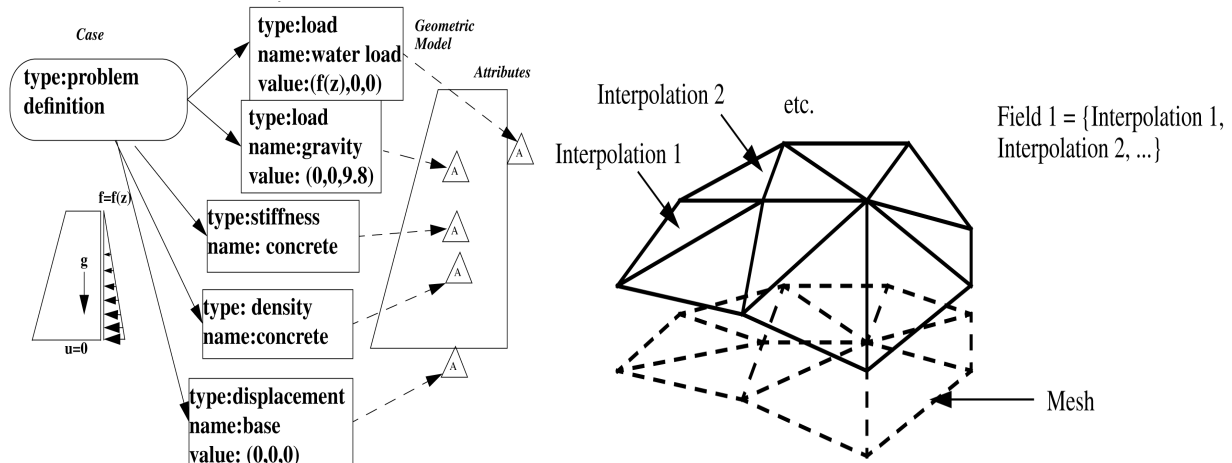 Case
type:problem
definition
type:load
name:water load
value:(f(z),0,0)
type:load
name:gravity
value: (0,0,9.8)
type:stiffness
name: concrete
type: density
name:concrete
type:displacement
name:base
value: (0,0,0)
f=f(z)
g
u=0
Geometric
Model
Attributes
A
A
A
A
A
Interpolation 2
etc.
Interpolation 1
Field 1 = {Interpolation 1,
Interpolation 2, ...}
Mesh